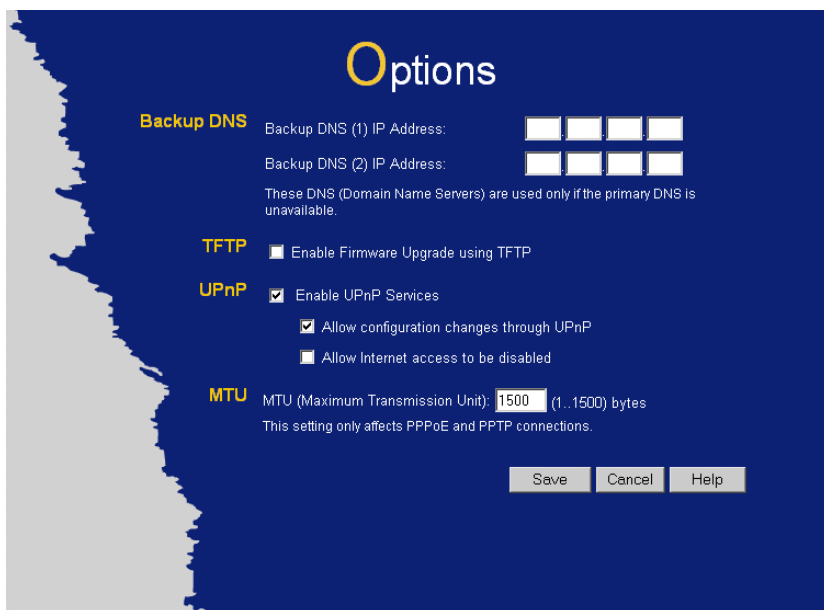 Options
Backup DNS
Backup DNS (1) IP Address: . . .
Backup DNS (2) IP Address: . . .
These DNS (Domain Name Servers) are used only if the primary DNS is
unavailable.
TFTP
Enable Firmware Upgrade using TFTP
UPnP
Enable UPnP Services
Allow configuration changes through UPnP
Allow Internet access to be disabled
MTU
MTU (Maximum Transmission Unit): 1500 (1..1500) bytes
This setting only affects PPPoE and PPTP connections.
Save Cancel Help